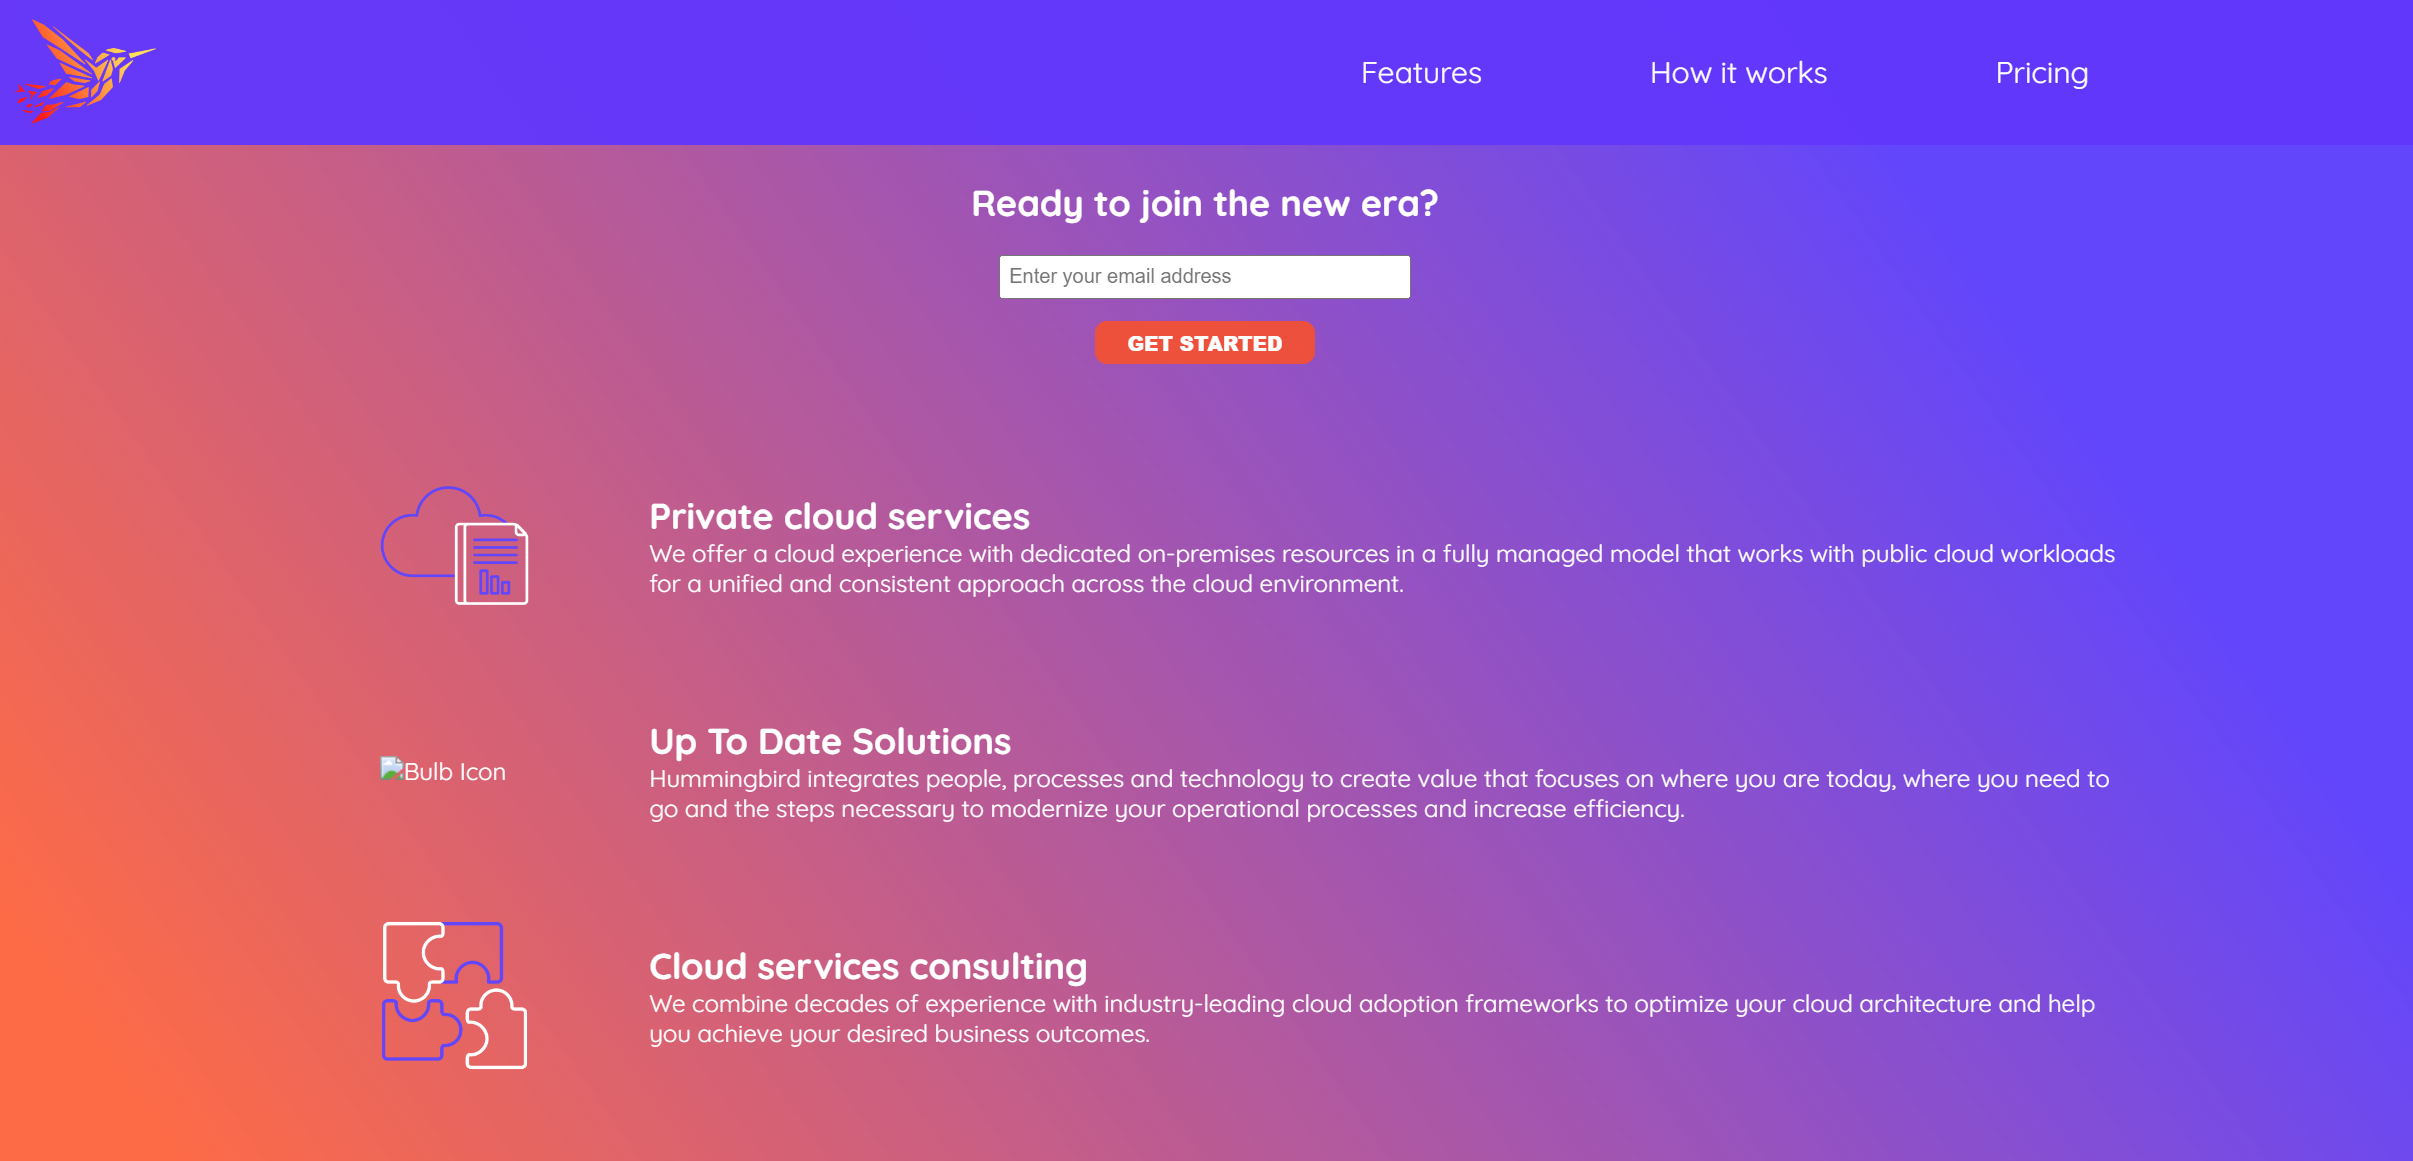 Features
How it works
Pricing
Ready to join the new era?
Enter your email address
GET STARTED
Private cloud services
We offer a cloud experience with dedicated on-premises resources in a fully managed model that works with public cloud workloads
for a unified and consistent approach across the cloud environment.
Bulb Icon
Up To Date Solutions
Hummingbird integrates people, processes and technology to create value that focuses on where you are today, where you need to
go and the steps necessary to modernize your operational processes and increase efficiency.
Cloud services consulting
We combine decades of experience with industry-leading cloud adoption frameworks to optimize your cloud architecture and help
you achieve your desired business outcomes.